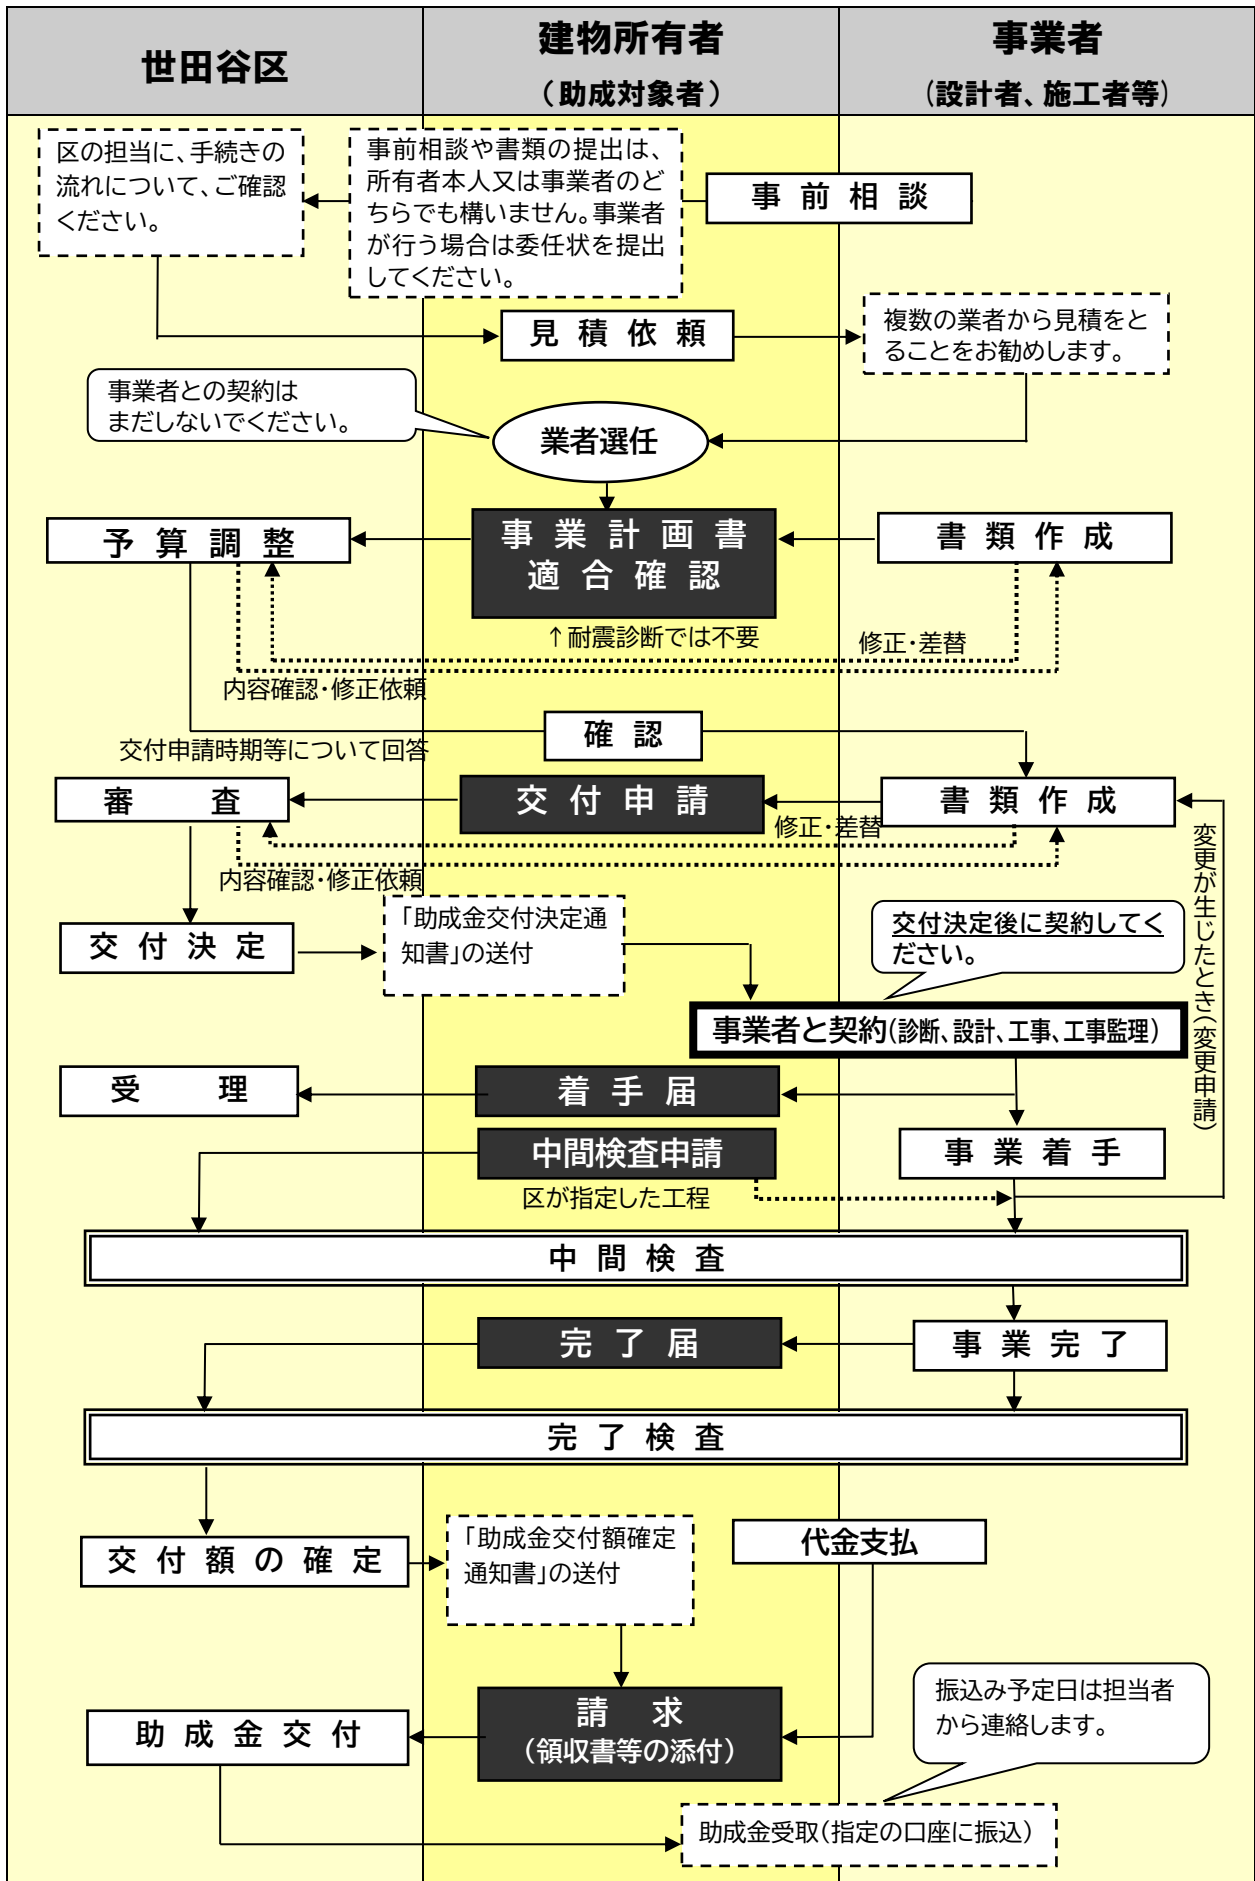 世田谷区
建物所有者
（助成対象者）
事業者
（設計者、施工者等）
区の担当に、手続きの
流れについて、ご確認
ください。
事前相談や書類の提出は、
所有者本人又は事業者のど
ちらでも構いません。事業者
が行う場合は委任状を提出
してください。
事前相談
見積依頼
複数の業者から見積をと
ることをお勧めします。
事業者との契約は
まだしないでください。
業者選任
予算調整
事業計画書
適合確認
書類作成
↑耐震診断では不要
修正・差替
内容確認・修正依頼
確認
交付申請時期等について回答
審査
交付申請
書類作成
修正・差替
内容確認・修正依頼
変更が生じたとき（変更申請）
交付決定
「助成金交付決定通
知書」の送付
交付決定後に契約してく
ださい。
事業者と契約（診断、設計、工事、工事監理）
受理
着手届
中間検査申請
事業着手
区が指定した工程
中間検査
完了届
事業完了
完了検査
交付額の確定
「助成金交付額確定
通知書」の送付
代金支払
請求
（領収書等の添付）
助成金交付
振込み予定日は担当者
から連絡します。
助成金受取（指定の口座に振込）